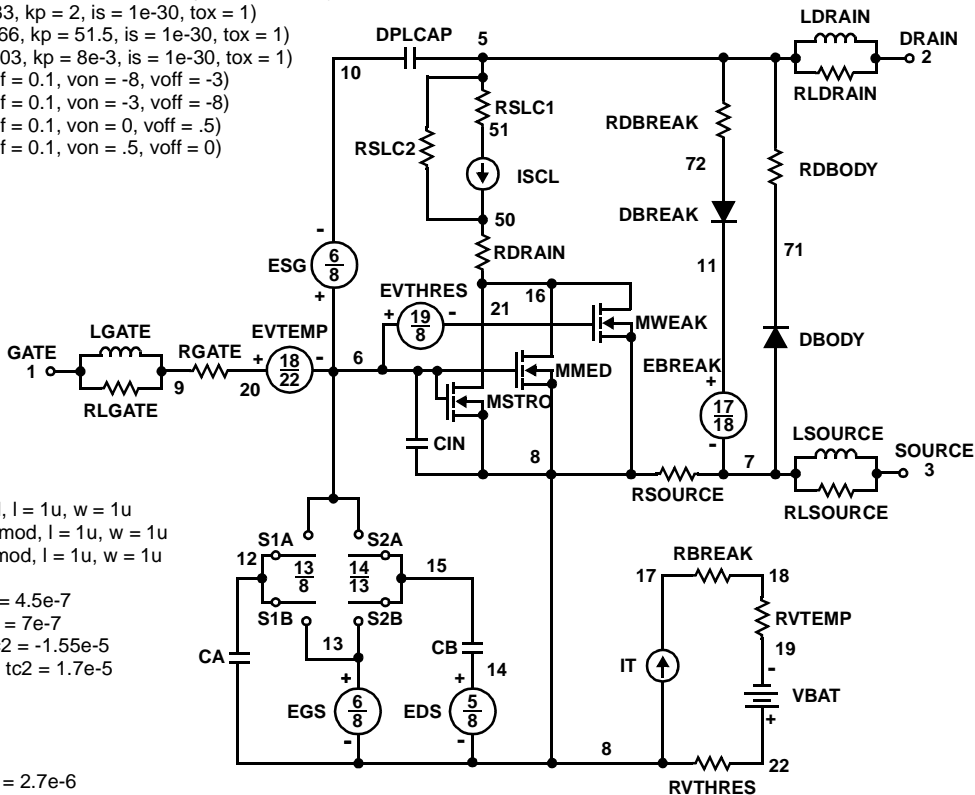 33, kp = 2, is = 1e-30, tox = 1)
66, kp = 51.5, is = 1e-30, tox = 1)
03, kp = 8e-3, is = 1e-30, tox = 1)
f = 0.1, von = -8, voff = -3)
f = 0.1, von = -3, voff = -8)
f = 0.1, von = 0, voff = .5)
f = 0.1, von = .5, voff = 0)
DPLCAP
5
10
LDRAIN
DRAIN
2
RLDRAIN
RSLC1
51
RSLC2
ISCL
50
RDRAIN
RDBREAK
72
RDBODY
DBREAK
71
11
ESG
-
6
8
+
EVTHRES
+
19
8
-
21
16
MWEAK
LGATE
GATE
1
RLGATE
9
RGATE
20
EVTEMP
+
18
22
-
6
MMED
MSTRO
CIN
8
EBREAK
+
17
18
-
DBODY
7
RSOURCE
LSOURCE
SOURCE
3
RLSOURCE
l, l = 1u, w = 1u
mod, l = 1u, w = 1u
mod, l = 1u, w = 1u
= 4.5e-7
= 7e-7
c2 = -1.55e-5
tc2 = 1.7e-5
= 2.7e-6
S1A
S2A
12
13
8
14
13
15
S1B
S2B
13
CA
CB
14
EGS
+
6
8
-
EDS
+
5
8
-
8
RBREAK
17
18
RVTEMP
19
IT
-
VBAT
+
22
RVTHRES